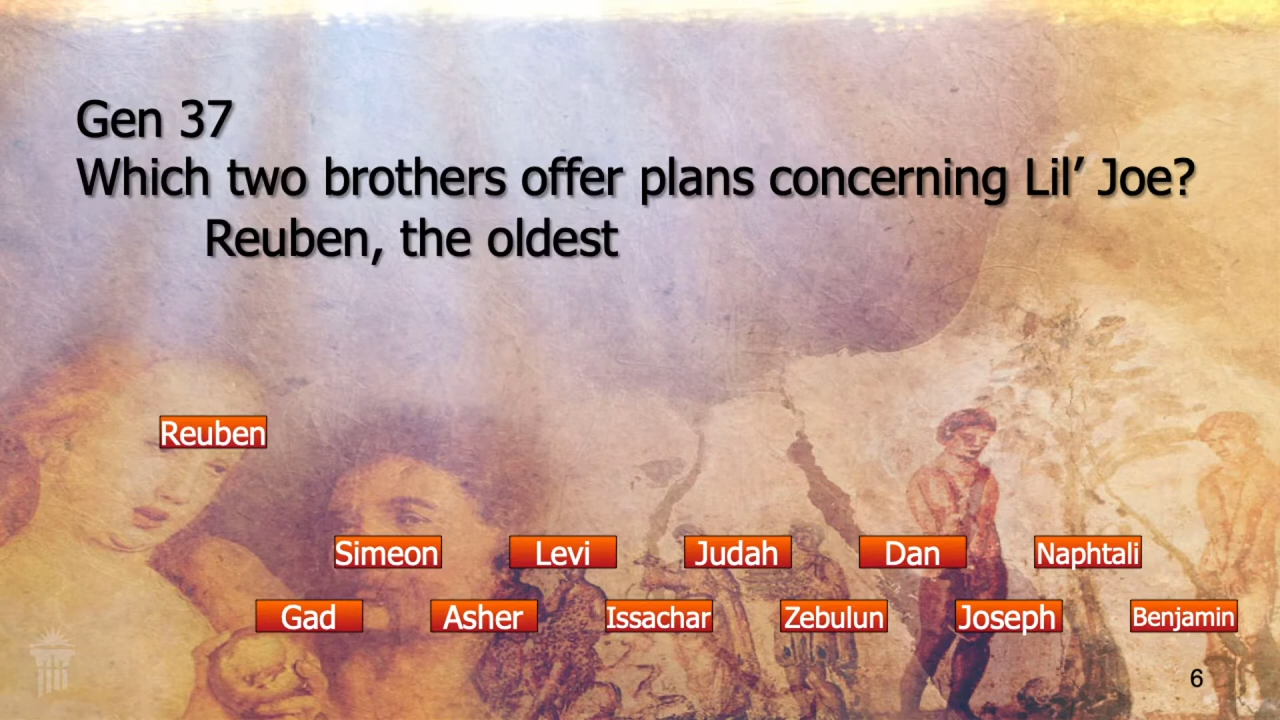 Gen 37
Which two brothers offer plans concerning Lil’ Joe?
Reuben, the oldest
Reuben
Simeon
Levi
Judah
Dan
Naphtali
Gad
Asher
Issachar
Zebulun
Joseph
Benjamin
6